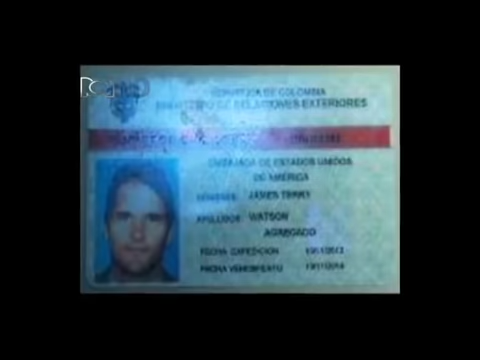 RCN
REPUBLICA DE COLOMBIA
MINISTERIO DE RELACIONES EXTERIORES
EMBAJADA DE ESTADOS UNIDOS
DE AMERICA
NOMBRES JAMES TERRY
APELLIDOS WATSON
AGREGADO
FECHA EXPEDICION
FECHA VENCIMIENTO